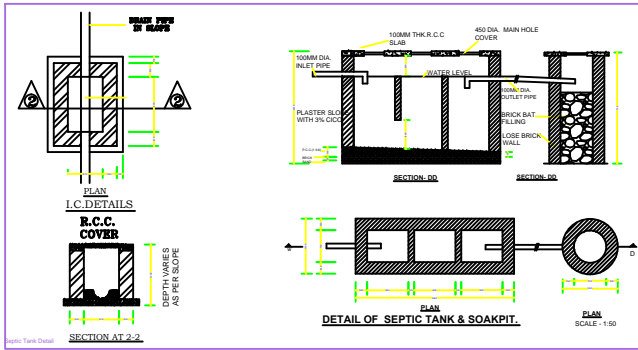 DRAIN PIPE
IN SLOPE
2
2
PLAN
I.C.DETAILS
R.C.C.
COVER
DEPTH VARIES
AS PER SLOPE
SECTION AT 2-2
Septic Tank Detail
100MM THK.R.C.C
SLAB
450 DIA. MAIN HOLE
COVER
100MM DIA.
INLET PIPE
WATER LEVEL
100MM DIA.
OUTLET PIPE
PLASTER SLO
WITH 3% CICO
BRICK BAT
FILLING
LOSE BRICK
WALL
SECTION- DD
SECTION- DD
D
PLAN
DETAIL OF SEPTIC TANK & SOAKPIT.
PLAN
SCALE - 1:50